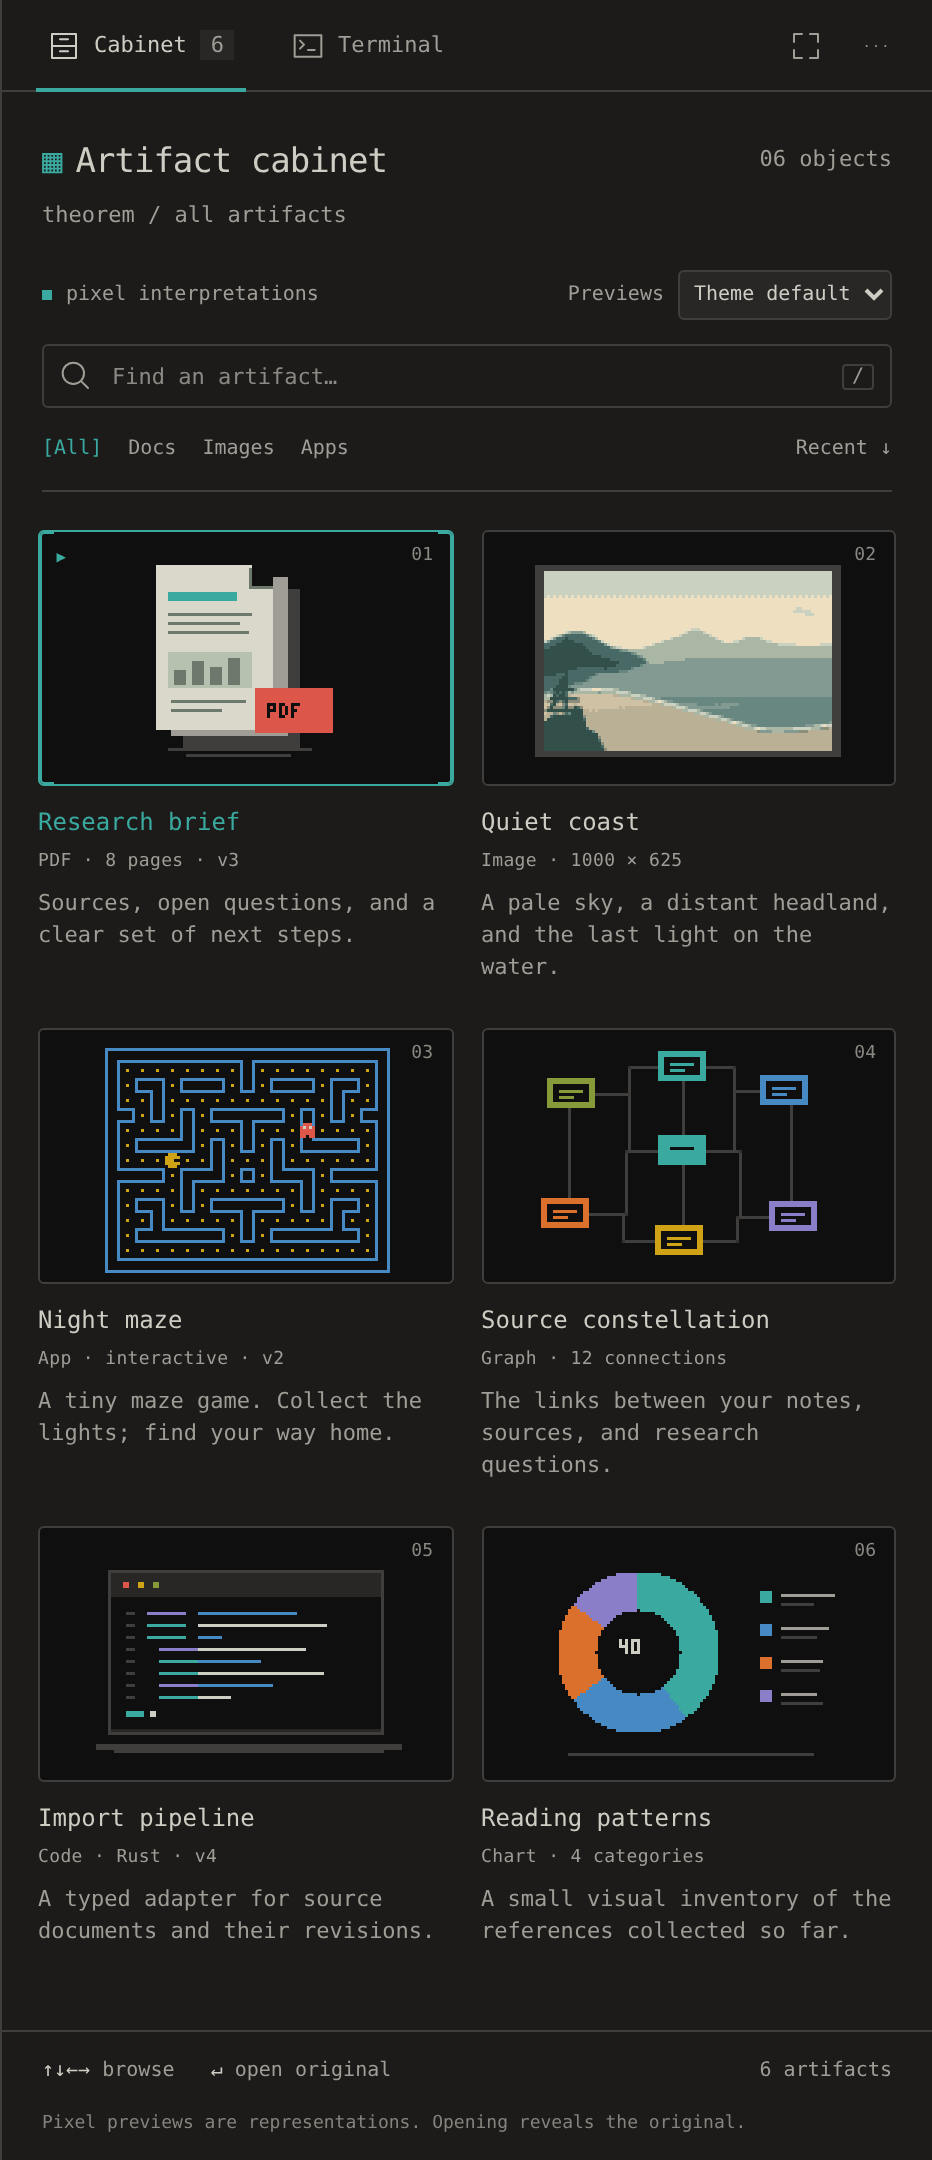 Cabinet 6 Terminal ...
Artifact cabinet 06 objects
theorem / all artifacts
pixel interpretations Previews Theme default
Find an artifact… /
[All] Docs Images Apps Recent ↓
01
PDF
Research brief
PDF · 8 pages · v3
Sources, open questions, and a
clear set of next steps.
02
Quiet coast
Image · 1000 × 625
A pale sky, a distant headland,
and the last light on the
water.
03
Night maze
App · interactive · v2
A tiny maze game. Collect the
lights; find your way home.
04
Source constellation
Graph · 12 connections
The links between your notes,
sources, and research
questions.
05
Import pipeline
Code · Rust · v4
A typed adapter for source
documents and their revisions.
06
40
Reading patterns
Chart · 4 categories
A small visual inventory of the
references collected so far.
↑↓←→ browse ↵ open original 6 artifacts
Pixel previews are representations. Opening reveals the original.